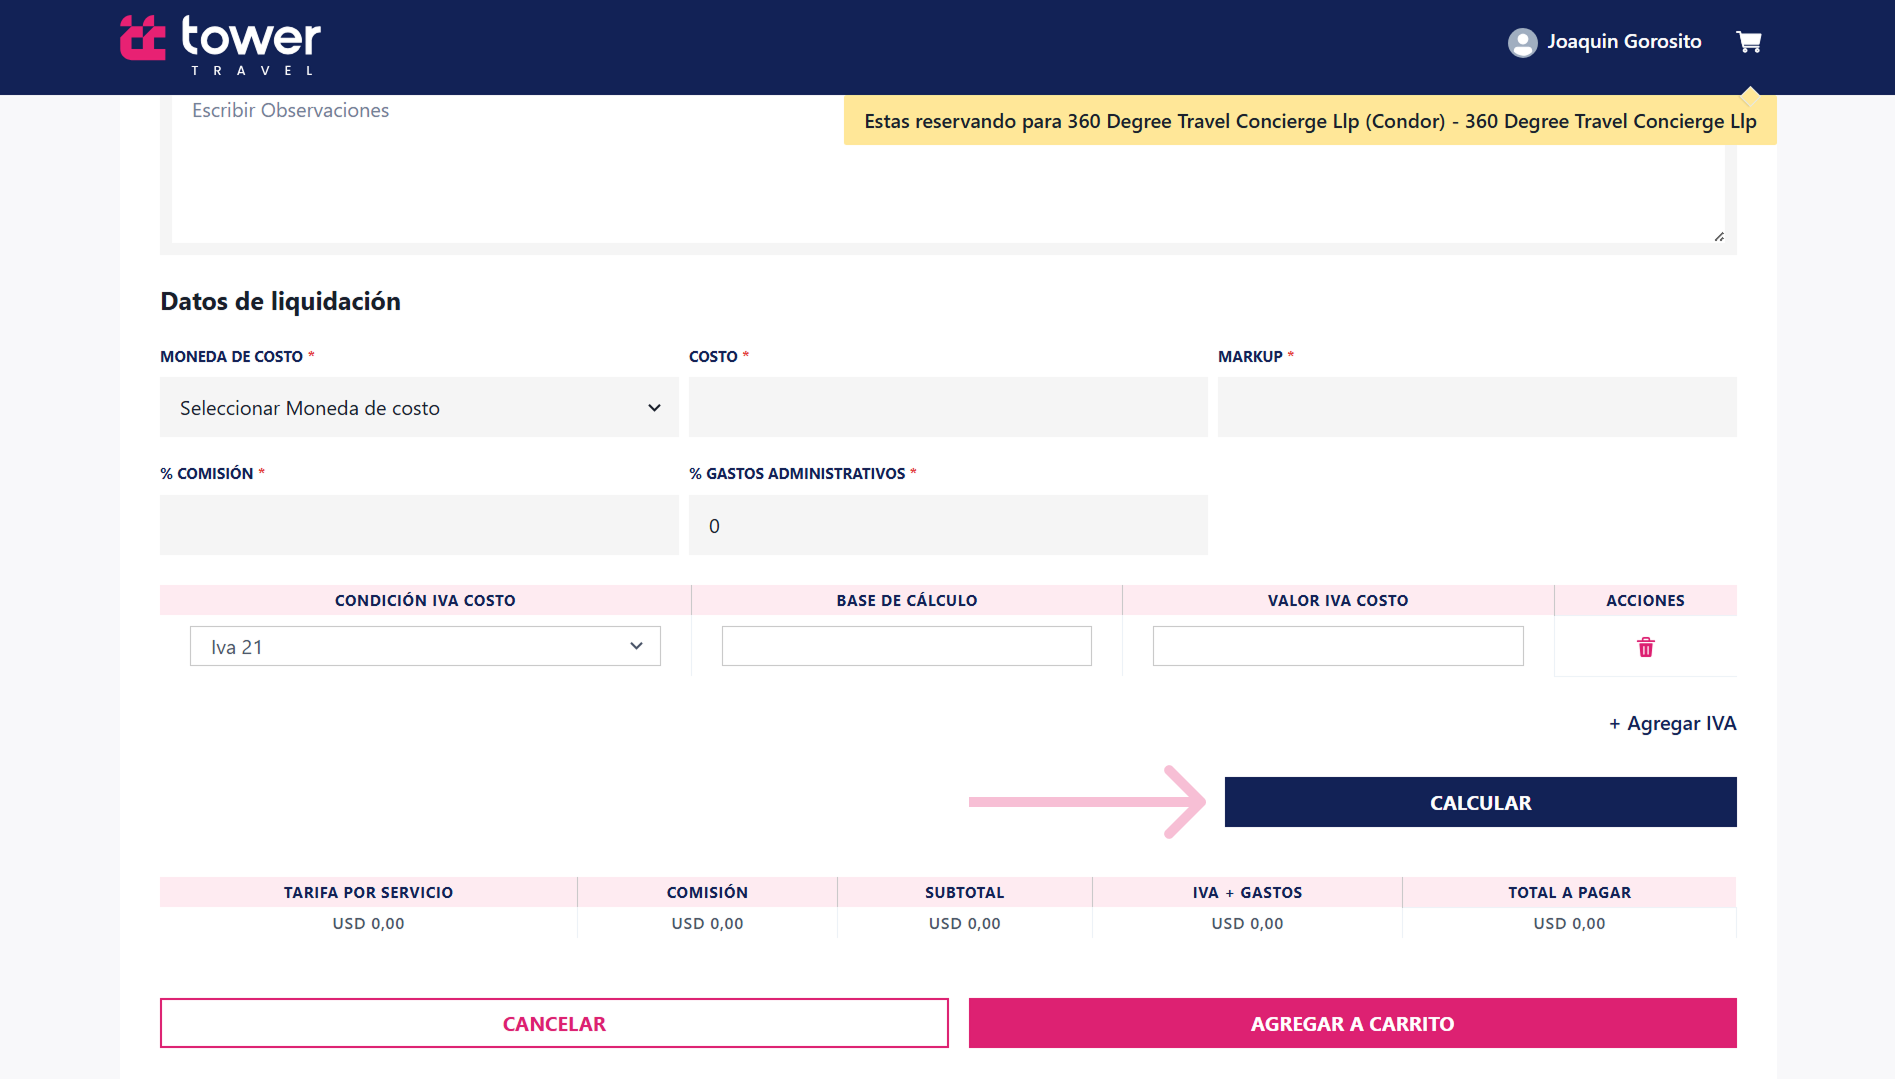 tower
TRAVEL
Joaquin Gorosito
Escribir Observaciones
Estas reservando para 360 Degree Travel Concierge Llp (Condor) - 360 Degree Travel Concierge Llp
Datos de liquidación
MONEDA DE COSTO *
COSTO *
MARKUP *
Seleccionar Moneda de costo
% COMISIÓN *
% GASTOS ADMINISTRATIVOS *
0
CONDICIÓN IVA COSTO
BASE DE CÁLCULO
VALOR IVA COSTO
ACCIONES
Iva 21
+ Agregar IVA
CALCULAR
TARIFA POR SERVICIO
COMISIÓN
SUBTOTAL
IVA + GASTOS
TOTAL A PAGAR
USD 0,00
USD 0,00
USD 0,00
USD 0,00
USD 0,00
CANCELAR
AGREGAR A CARRITO